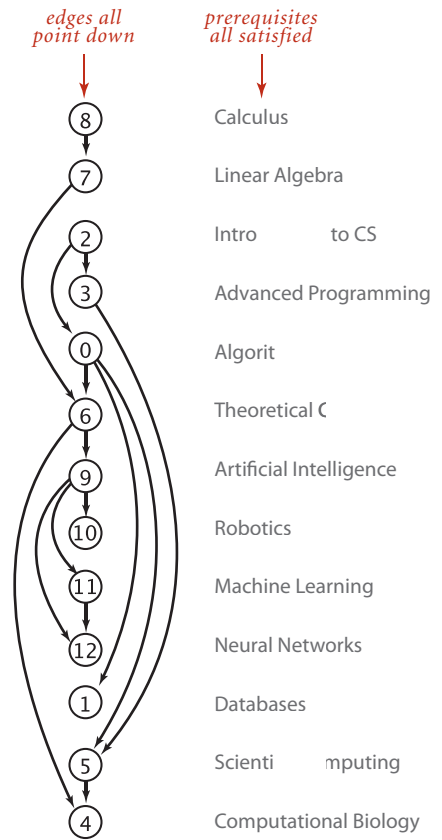 edges all
point down
prerequisites
all satisfied
8
Calculus
7
Linear Algebra
2
Intro to CS
3
Advanced Programming
0
Algorit
6
Theoretical
9
Artificial Intelligence
10
Robotics
11
Machine Learning
12
Neural Networks
1
Databases
5
Scienti mputing
4
Computational Biology